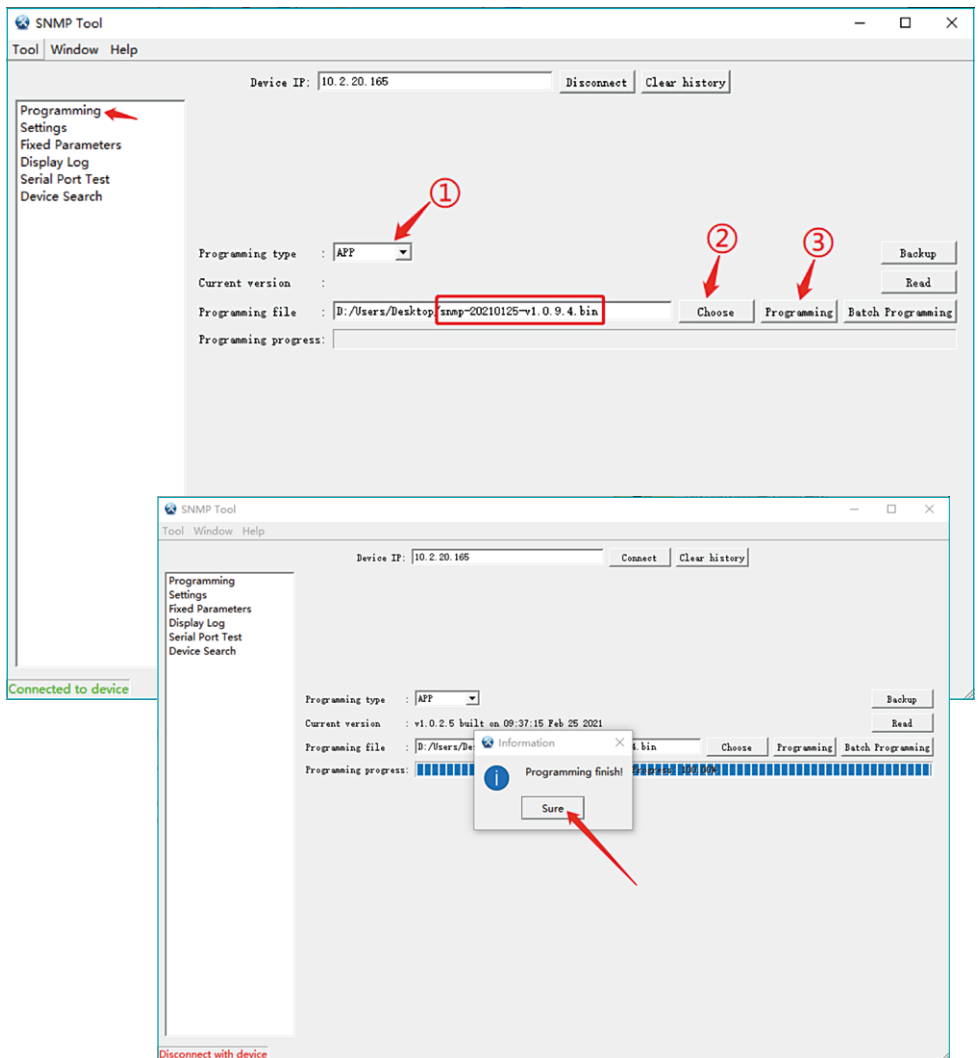 SNMP Tool
Tool Window Help
Device IP: 10.2.20.165 Disconnect Clear history
Programming
Settings
Fixed Parameters
Display Log
Serial Port Test
Device Search
①
Programming type : APP
② ③
Backup
Current version :
Read
Programming file : D:/Users/Desktop/snmp-20210125-v1.0.9.4.bin Choose Programming Batch Programming
Programming progress:
Connected to device
SNMP Tool
Tool Window Help
Device IP: 10.2.20.165 Connect Clear history
Programming
Settings
Fixed Parameters
Display Log
Serial Port Test
Device Search
Programming type : APP Backup
Current version : v1.0.2.5 built on 09:37:15 Feb 25 2021 Read
Programming file : D:/Users/De 4.bin Choose Programming Batch Programming
Programming progress: 100.00%
Information
Programming finish!
Sure
Disconnect with device